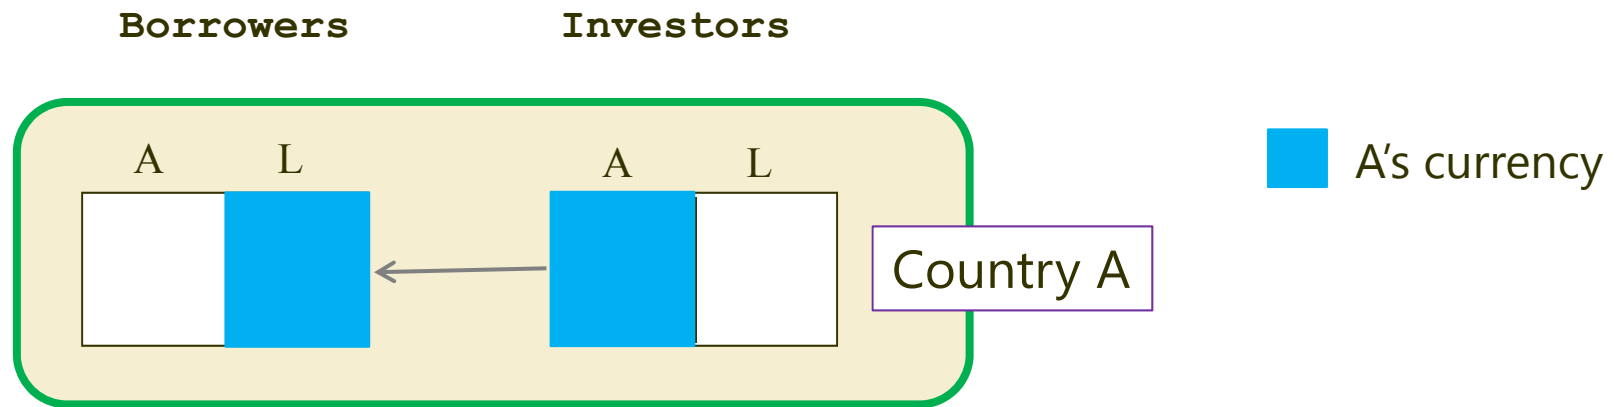 Borrowers Investors
A L A L
A's currency
Country A